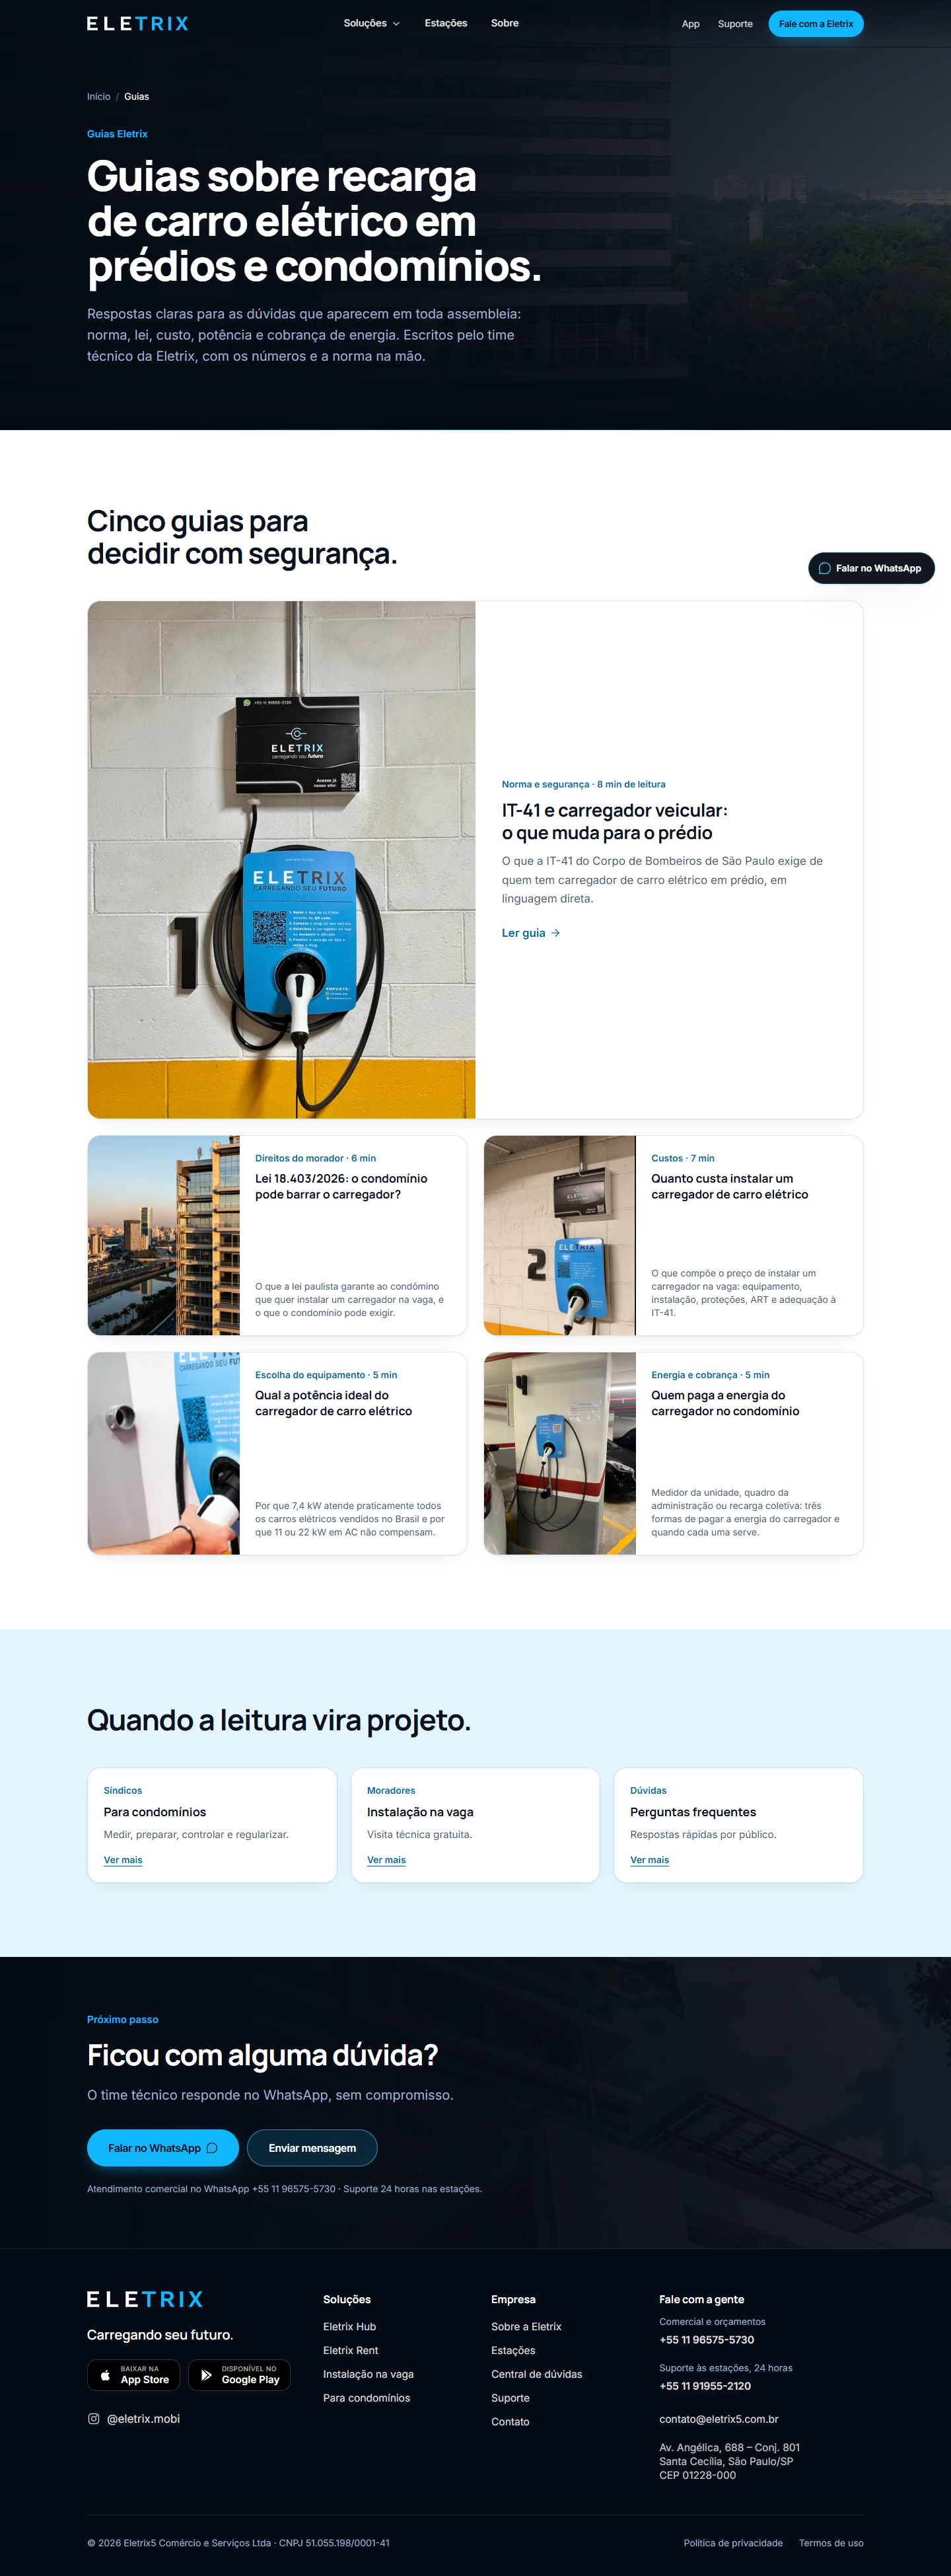 ELETRIX
Soluções
Estações
Sobre
App
Suporte
Fale com a Eletrix
Início / Guias
Guias Eletrix
Guias sobre recarga
de carro elétrico em
prédios e condomínios.
Respostas claras para as dúvidas que aparecem em toda assembleia:
norma, lei, custo, potência e cobrança de energia. Escritos pelo time
técnico da Eletrix, com os números e a norma na mão.
Cinco guias para
decidir com segurança.
Falar no WhatsApp
ELETRIX
carregando seu futuro
Acesse já
nosso site:
ELETRIX
CARREGANDO SEU FUTURO
1
Norma e segurança · 8 min de leitura
IT-41 e carregador veicular:
o que muda para o prédio
O que a IT-41 do Corpo de Bombeiros de São Paulo exige de
quem tem carregador de carro elétrico em prédio, em
linguagem direta.
Ler guia →
Direitos do morador · 6 min
Lei 18.403/2026: o condomínio
pode barrar o carregador?
O que a lei paulista garante ao condômino
que quer instalar um carregador na vaga, e
o que o condomínio pode exigir.
ELETRIX
ELETRIX
2
Custos · 7 min
Quanto custa instalar um
carregador de carro elétrico
O que compõe o preço de instalar um
carregador na vaga: equipamento,
instalação, proteções, ART e adequação à
IT-41.
Escolha do equipamento · 5 min
Qual a potência ideal do
carregador de carro elétrico
Por que 7,4 kW atende praticamente todos
os carros elétricos vendidos no Brasil e por
que 11 ou 22 kW em AC não compensam.
4
Energia e cobrança · 5 min
Quem paga a energia do
carregador no condomínio
Medidor da unidade, quadro da
administração ou recarga coletiva: três
formas de pagar a energia do carregador e
quando cada uma serve.
Quando a leitura vira projeto.
Síndicos
Para condomínios
Medir, preparar, controlar e regularizar.
Ver mais
Moradores
Instalação na vaga
Visita técnica gratuita.
Ver mais
Dúvidas
Perguntas frequentes
Respostas rápidas por público.
Ver mais
Próximo passo
Ficou com alguma dúvida?
O time técnico responde no WhatsApp, sem compromisso.
Falar no WhatsApp
Enviar mensagem
Atendimento comercial no WhatsApp +55 11 96575-5730 · Suporte 24 horas nas estações.
ELETRIX
Carregando seu futuro.
BAIXAR NA
App Store
DISPONÍVEL NO
Google Play
@eletrix.mobi
Soluções
Eletrix Hub
Eletrix Rent
Instalação na vaga
Para condomínios
Empresa
Sobre a Eletrix
Estações
Central de dúvidas
Suporte
Contato
Fale com a gente
Comercial e orçamentos
+55 11 96575-5730
Suporte às estações, 24 horas
+55 11 91955-2120
contato@eletrix5.com.br
Av. Angélica, 688 – Conj. 801
Santa Cecília, São Paulo/SP
CEP 01228-000
© 2026 Eletrix5 Comércio e Serviços Ltda · CNPJ 51.055.198/0001-41
Política de privacidade
Termos de uso